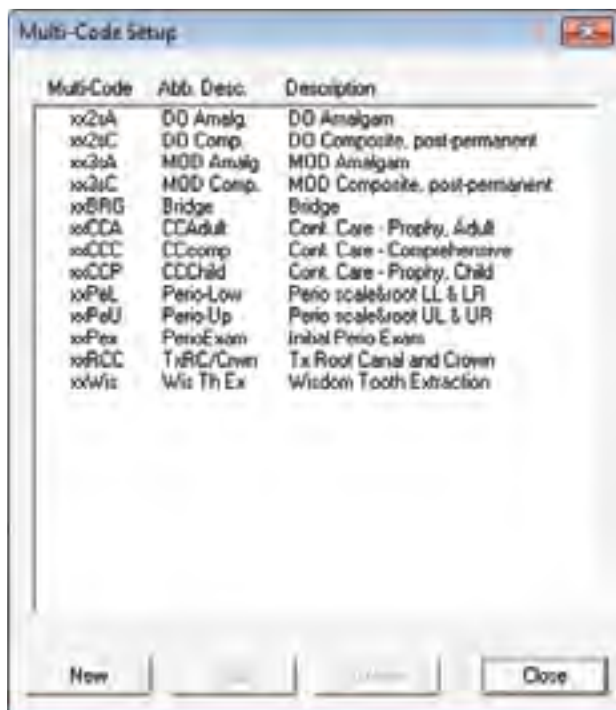 Multi-Code Setup
Multi-Code Abb. Desc. Description
xx2sA DO Amalg. DO Amalgam
xx2sC DO Comp. DO Composite, post-permanent
xx3sA MOD Amalg MOD Amalgam
xx3sC MOD Comp. MOD Composite, post-permanent
xxBRG Bridge Bridge
xxCCA CCAdult Cont. Care - Prophy, Adult
xxCCC CCcomp Cont. Care - Comprehensive
xxCCP CCChild Cont. Care - Prophy, Child
xxPeL Perio-Low Perio scale&root LL & LR
xxPeU Perio-Up Perio scale&root UL & UR
xxPex PerioExam Initial Perio Exam
xxRCC TxRC/Crwn Tx Root Canal and Crown
xxWis Wis Th Ex Wisdom Tooth Extraction
New Close